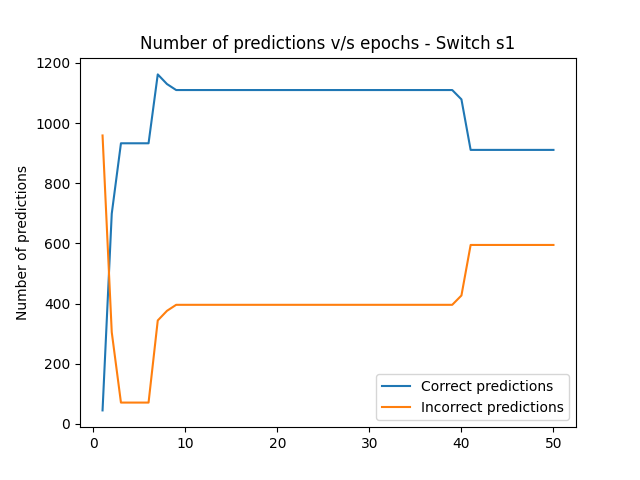 Number of predictions v/s epochs - Switch s1
1200
1000
800
600
400
200
0
Number of predictions
0 10 20 30 40 50
Correct predictions
Incorrect predictions